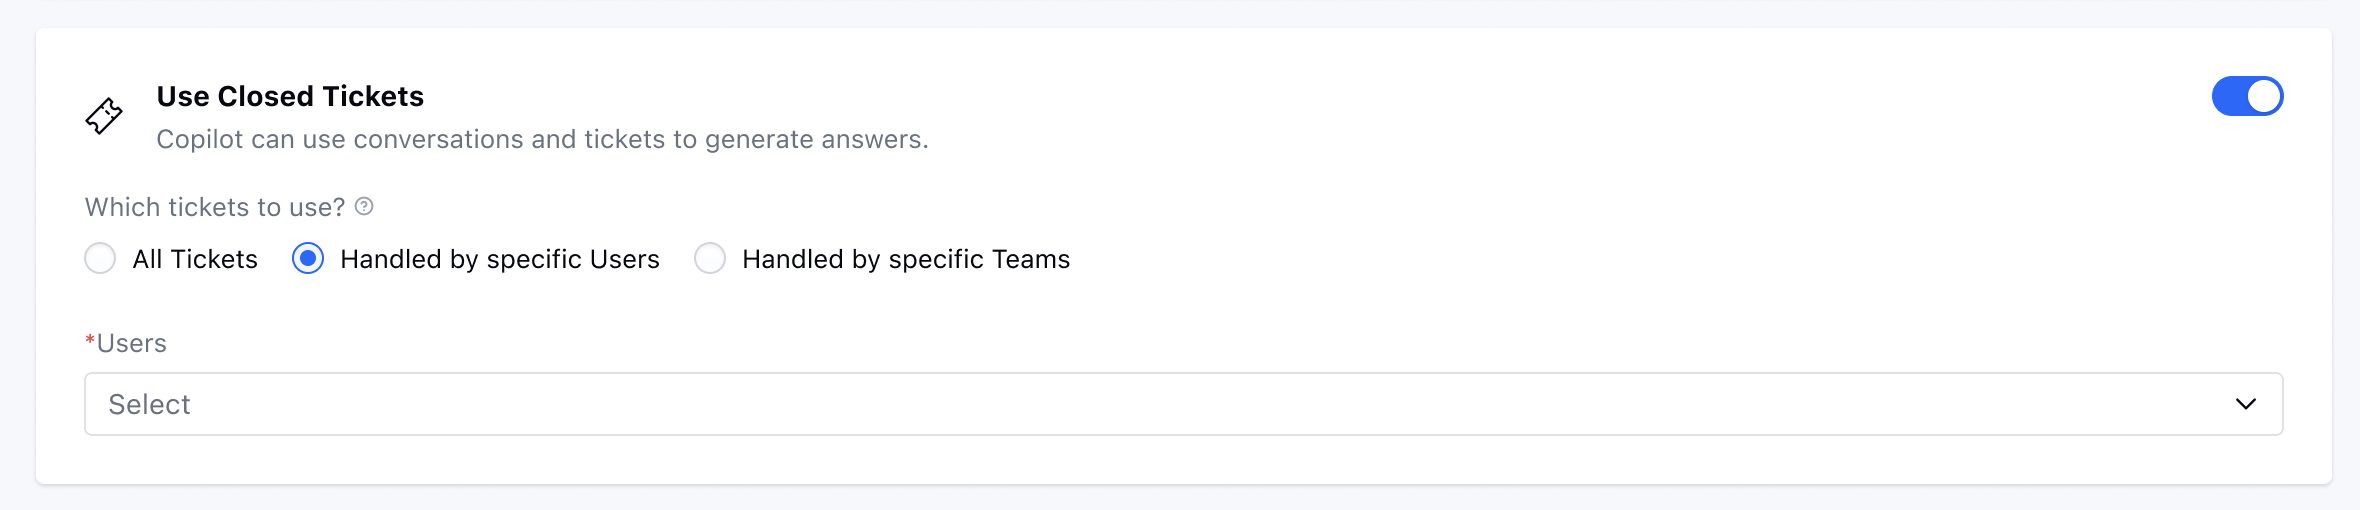 Use Closed Tickets
Copilot can use conversations and tickets to generate answers.
Which tickets to use?
All Tickets Handled by specific Users Handled by specific Teams
*Users
Select